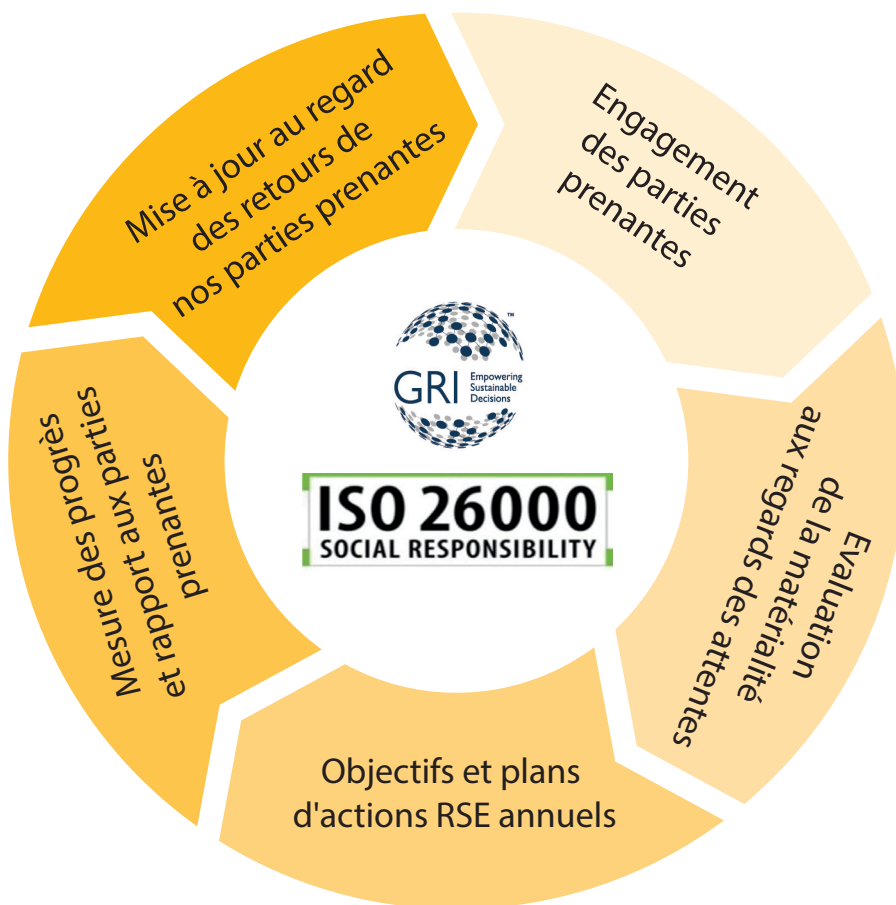 Engagement
des parties
prenantes
Evaluation
de la matérialité
aux regards des attentes
Objectifs et plans
d'actions RSE annuels
Mesure des progrès
et rapport aux parties
prenantes
Mise à jour au regard
des retours de
nos parties prenantes
GRI
Empowering
Sustainable
Decisions
™
ISO 26000
SOCIAL RESPONSIBILITY